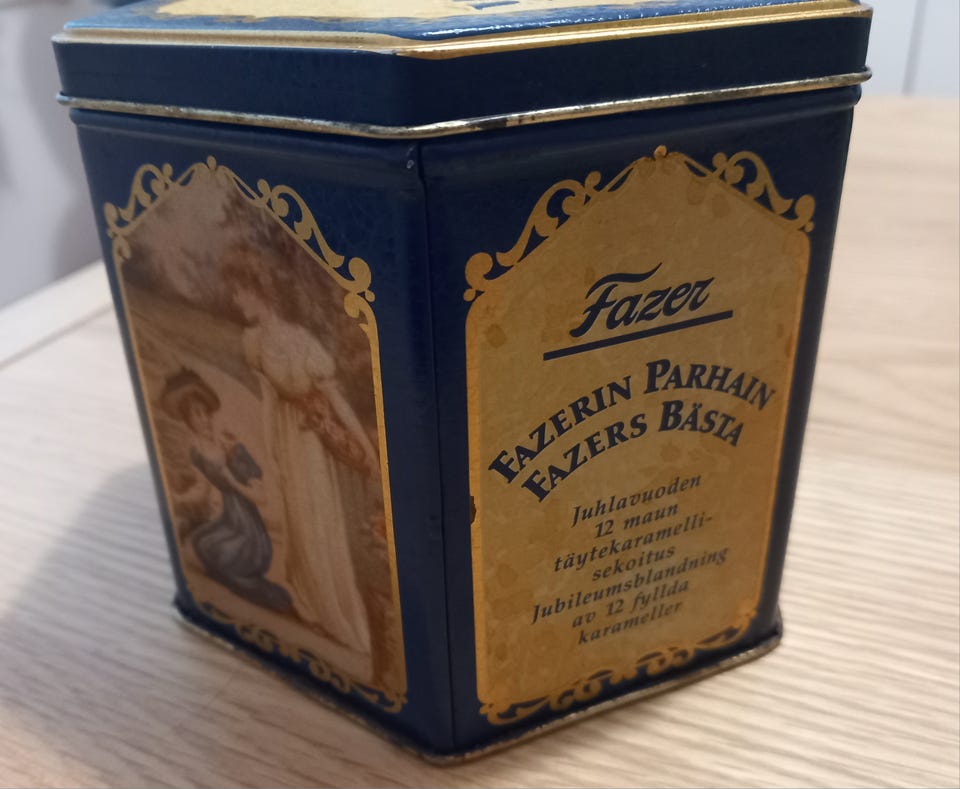 Fazer
FAZERIN PARHAIN
FAZERS BÄSTA
Juhlavuoden
12 maun
täytekaramelli-
sekoitus
Jubileumsblandning
av 12 fyllda
karameller